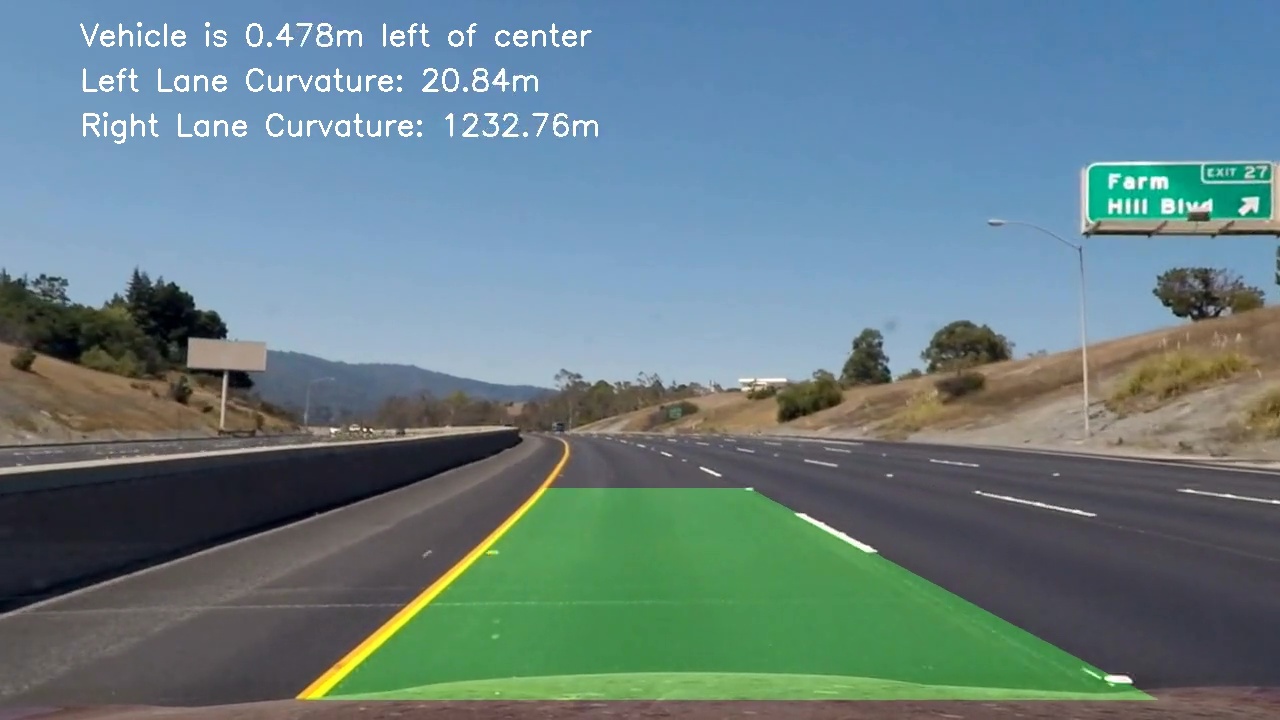 Vehicle is 0.478m left of center
Left Lane Curvature: 20.84m
Right Lane Curvature: 1232.76m
EXIT 27
Farm
Hill Blvd